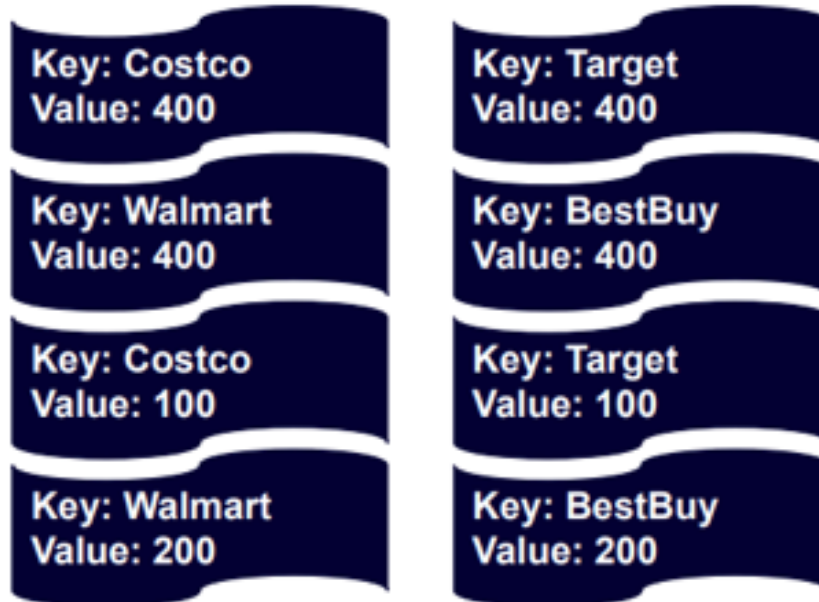 Key: Costco
Value: 400
Key: Walmart
Value: 400
Key: Costco
Value: 100
Key: Walmart
Value: 200
Key: Target
Value: 400
Key: BestBuy
Value: 400
Key: Target
Value: 100
Key: BestBuy
Value: 200